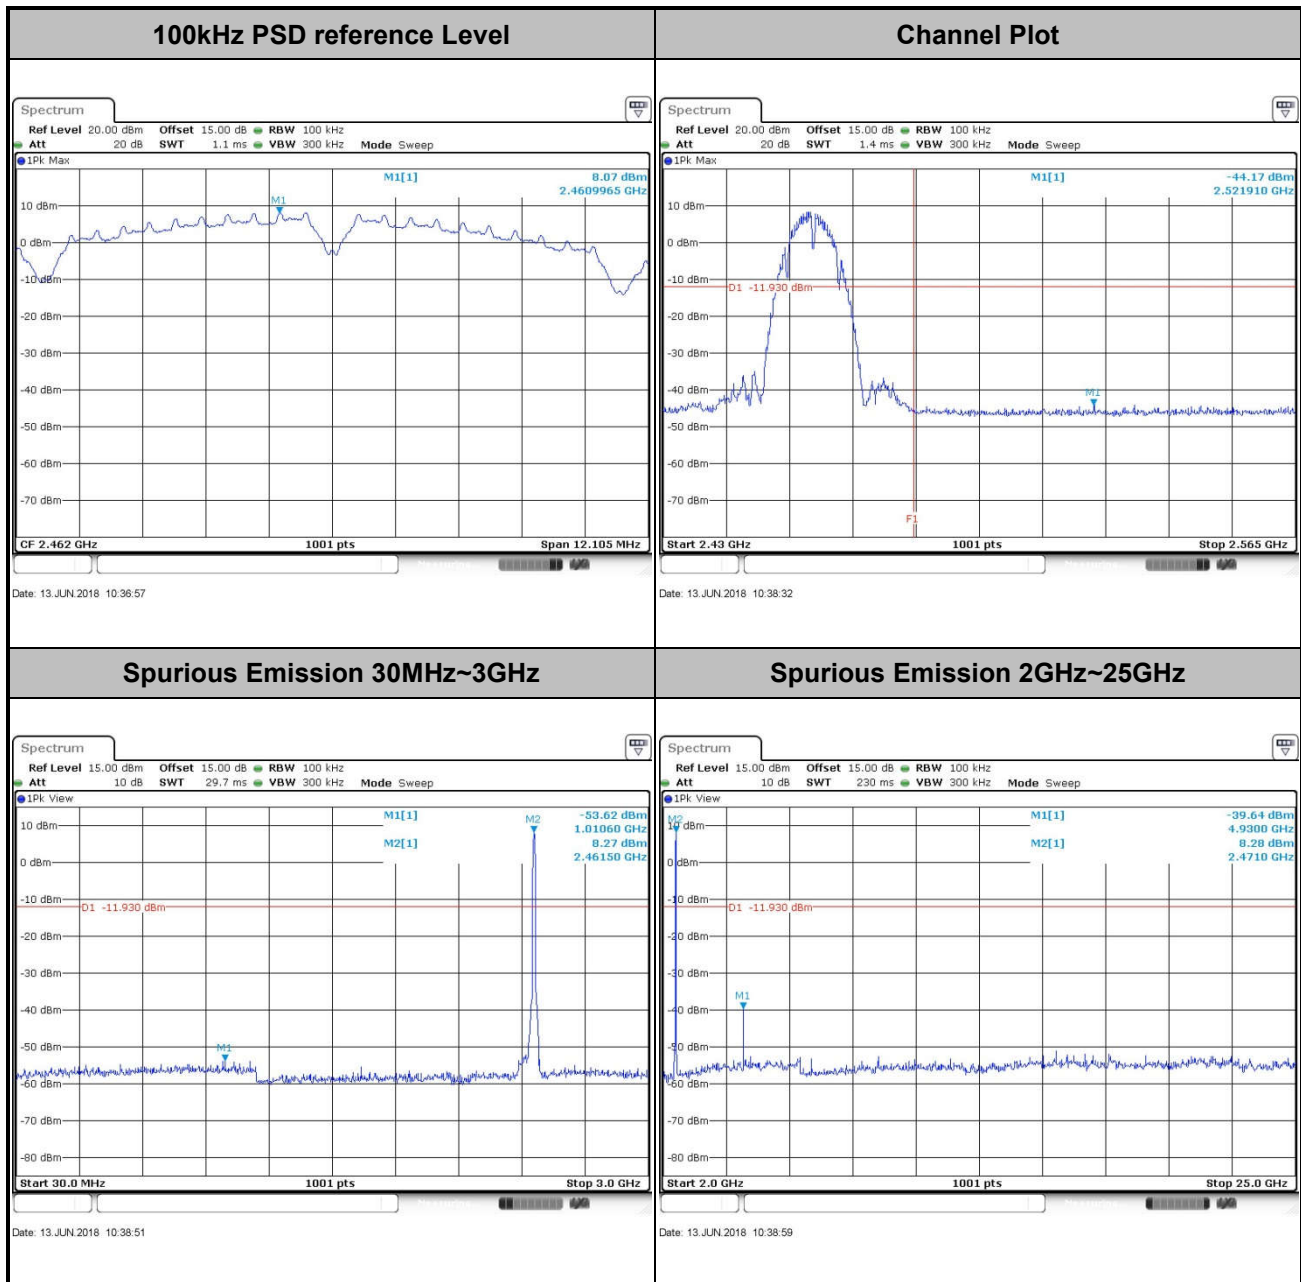 100kHz PSD reference Level
Spectrum
Ref Level 20.00 dBm Offset 15.00 dB RBW 100 kHz
Att 20 dB SWT 1.1 ms VBW 300 kHz Mode Sweep
1Pk Max
M1[1] 8.07 dBm
2.4609965 GHz
M1
10 dBm
0 dBm
-10 dBm
-20 dBm
-30 dBm
-40 dBm
-50 dBm
-60 dBm
-70 dBm
CF 2.462 GHz 1001 pts Span 12.105 MHz
Date: 13.JUN.2018 10:36:57
Channel Plot
Spectrum
Ref Level 20.00 dBm Offset 15.00 dB RBW 100 kHz
Att 20 dB SWT 1.4 ms VBW 300 kHz Mode Sweep
1Pk Max
M1[1] -44.17 dBm
2.521910 GHz
10 dBm
0 dBm
-10 dBm
D1 -11.930 dBm
-20 dBm
-30 dBm
-40 dBm
M1
-50 dBm
-60 dBm
-70 dBm
F1
Start 2.43 GHz 1001 pts Stop 2.565 GHz
Date: 13.JUN.2018 10:38:32
Spurious Emission 30MHz~3GHz
Spectrum
Ref Level 15.00 dBm Offset 15.00 dB RBW 100 kHz
Att 10 dB SWT 29.7 ms VBW 300 kHz Mode Sweep
1Pk View
M1[1] -53.62 dBm
1.01060 GHz
M2[1] 8.27 dBm
2.46150 GHz
M2
10 dBm
0 dBm
-10 dBm
D1 -11.930 dBm
-20 dBm
-30 dBm
-40 dBm
-50 dBm
M1
-60 dBm
-70 dBm
-80 dBm
Start 30.0 MHz 1001 pts Stop 3.0 GHz
Date: 13.JUN.2018 10:38:51
Spurious Emission 2GHz~25GHz
Spectrum
Ref Level 15.00 dBm Offset 15.00 dB RBW 100 kHz
Att 10 dB SWT 230 ms VBW 300 kHz Mode Sweep
1Pk View
M1[1] -39.64 dBm
4.9300 GHz
M2[1] 8.28 dBm
2.4710 GHz
M2
10 dBm
0 dBm
-10 dBm
D1 -11.930 dBm
-20 dBm
-30 dBm
M1
-40 dBm
-50 dBm
-60 dBm
-70 dBm
-80 dBm
Start 2.0 GHz 1001 pts Stop 25.0 GHz
Date: 13.JUN.2018 10:38:59